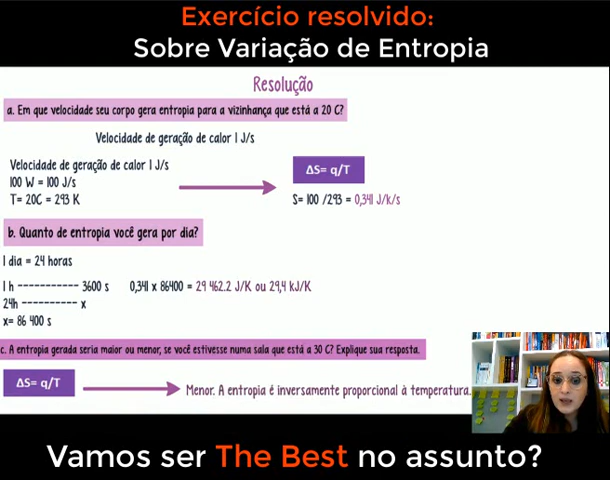 Exercício resolvido:
Sobre Variação de Entropia
Resolução
a. Em que velocidade seu corpo gera entropia para a vizinhança que está a 20 C?
Velocidade de geração de calor 1 J/s
Velocidade de geração de calor 1 J/s
100 W = 100 J/s
T= 20C = 293 K
ΔS= q/T
S= 100 /293 = 0,341 J/k/s
b. Quanto de entropia você gera por dia?
1 dia = 24 horas
1 h ----------- 3600 s
24h ---------- x
x= 86 400 s
0,341 x 86400 = 29 462.2 J/K ou 29,4 kJ/K
c. A entropia gerada seria maior ou menor, se você estivesse numa sala que está a 30 C? Explique sua resposta.
ΔS= q/T
Menor. A entropia é inversamente proporcional à temperatura.
Vamos ser The Best no assunto?